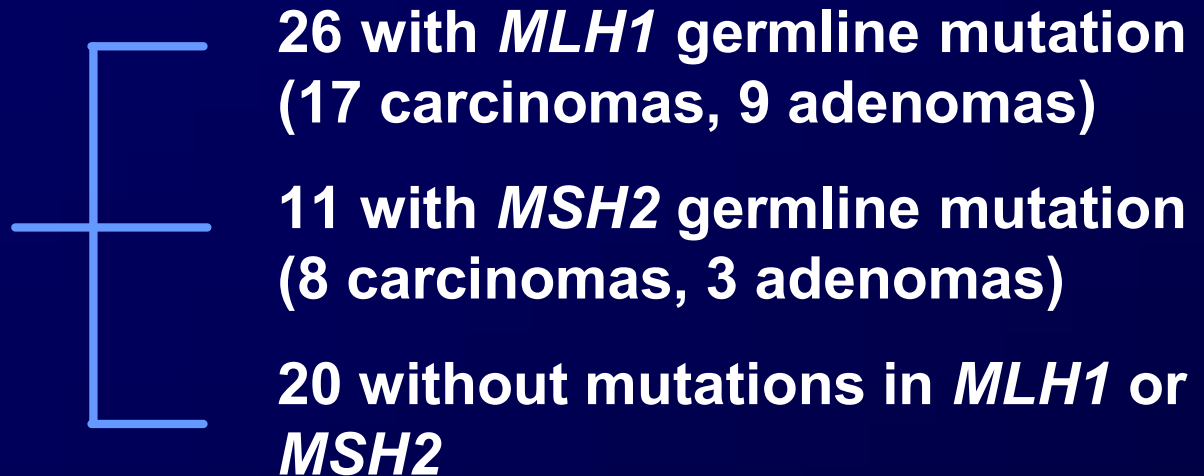 26 with MLH1 germline mutation
(17 carcinomas, 9 adenomas)
11 with MSH2 germline mutation
(8 carcinomas, 3 adenomas)
20 without mutations in MLH1 or
MSH2